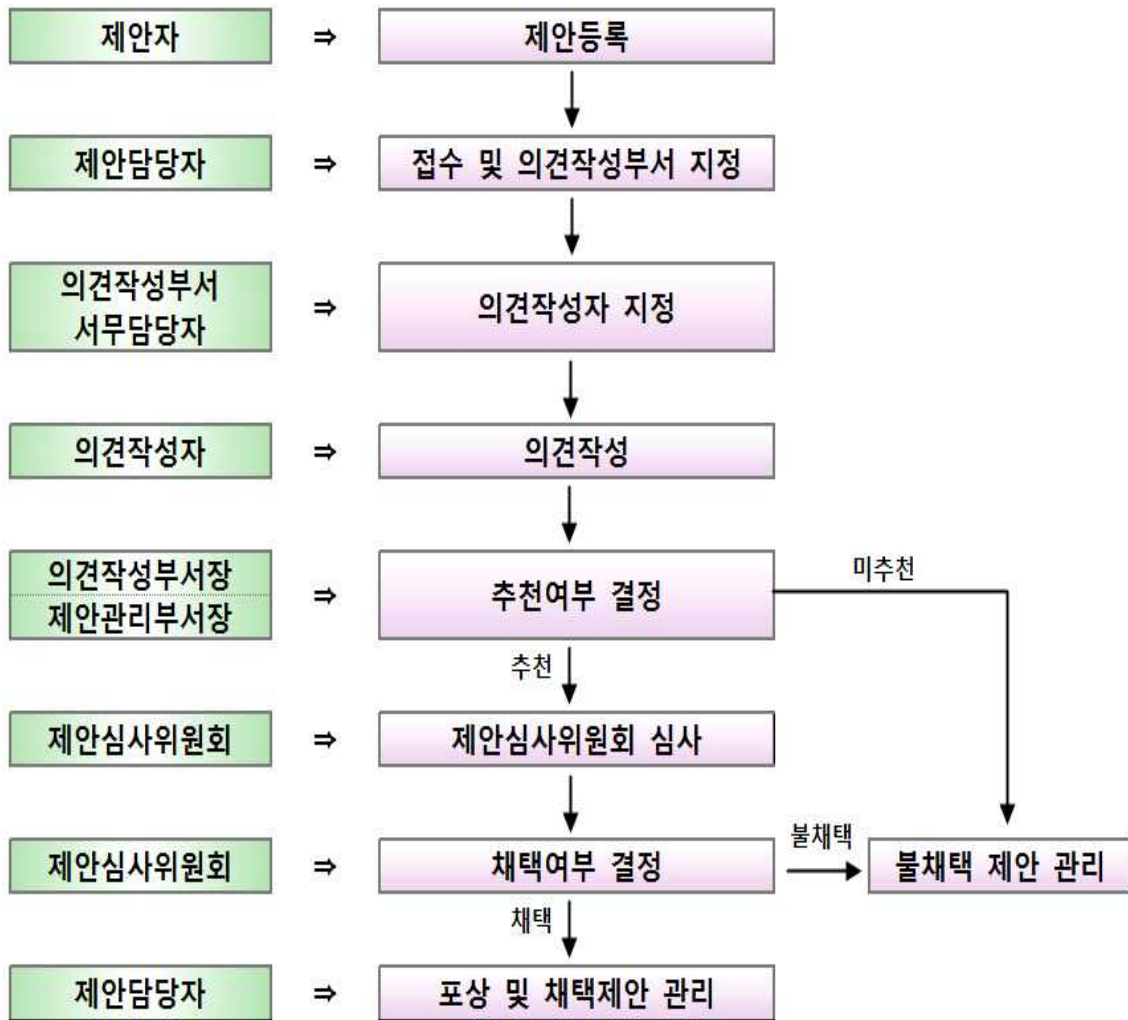 제안자 ⇒ 제안등록
제안담당자 ⇒ 접수 및 의견작성부서 지정
의견작성부서
서무담당자 ⇒ 의견작성자 지정
의견작성자 ⇒ 의견작성
의견작성부서장
제안관리부서장 ⇒ 추천여부 결정
미추천
추천
제안심사위원회 ⇒ 제안심사위원회 심사
제안심사위원회 ⇒ 채택여부 결정
불채택
불채택 제안 관리
채택
제안담당자 ⇒ 포상 및 채택제안 관리